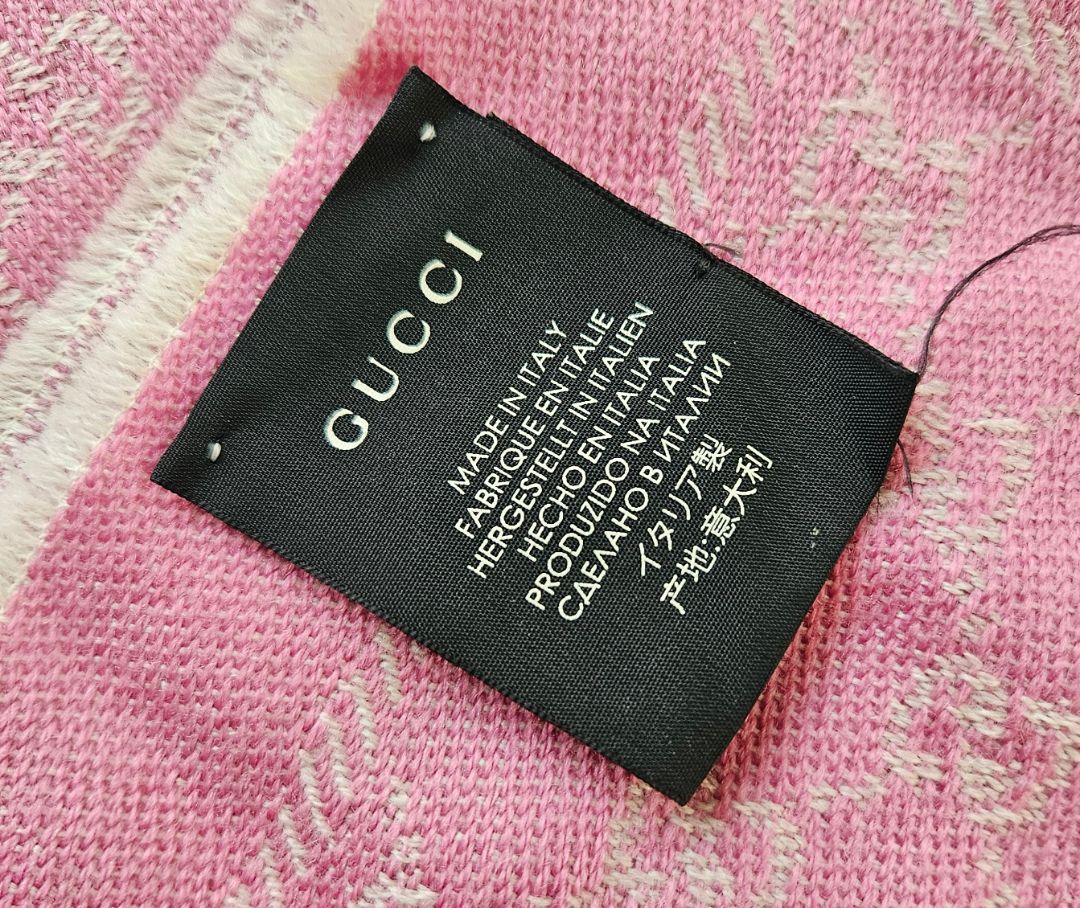 GUCCI
MADE IN ITALY
FABRIQUE EN ITALIE
HERGESTELLT IN ITALIEN
HECHO EN ITALIA
PRODUZIDO NA ITALIA
СДЕЛАНО В ИТАЛИИ
イタリア製
产地:意大利